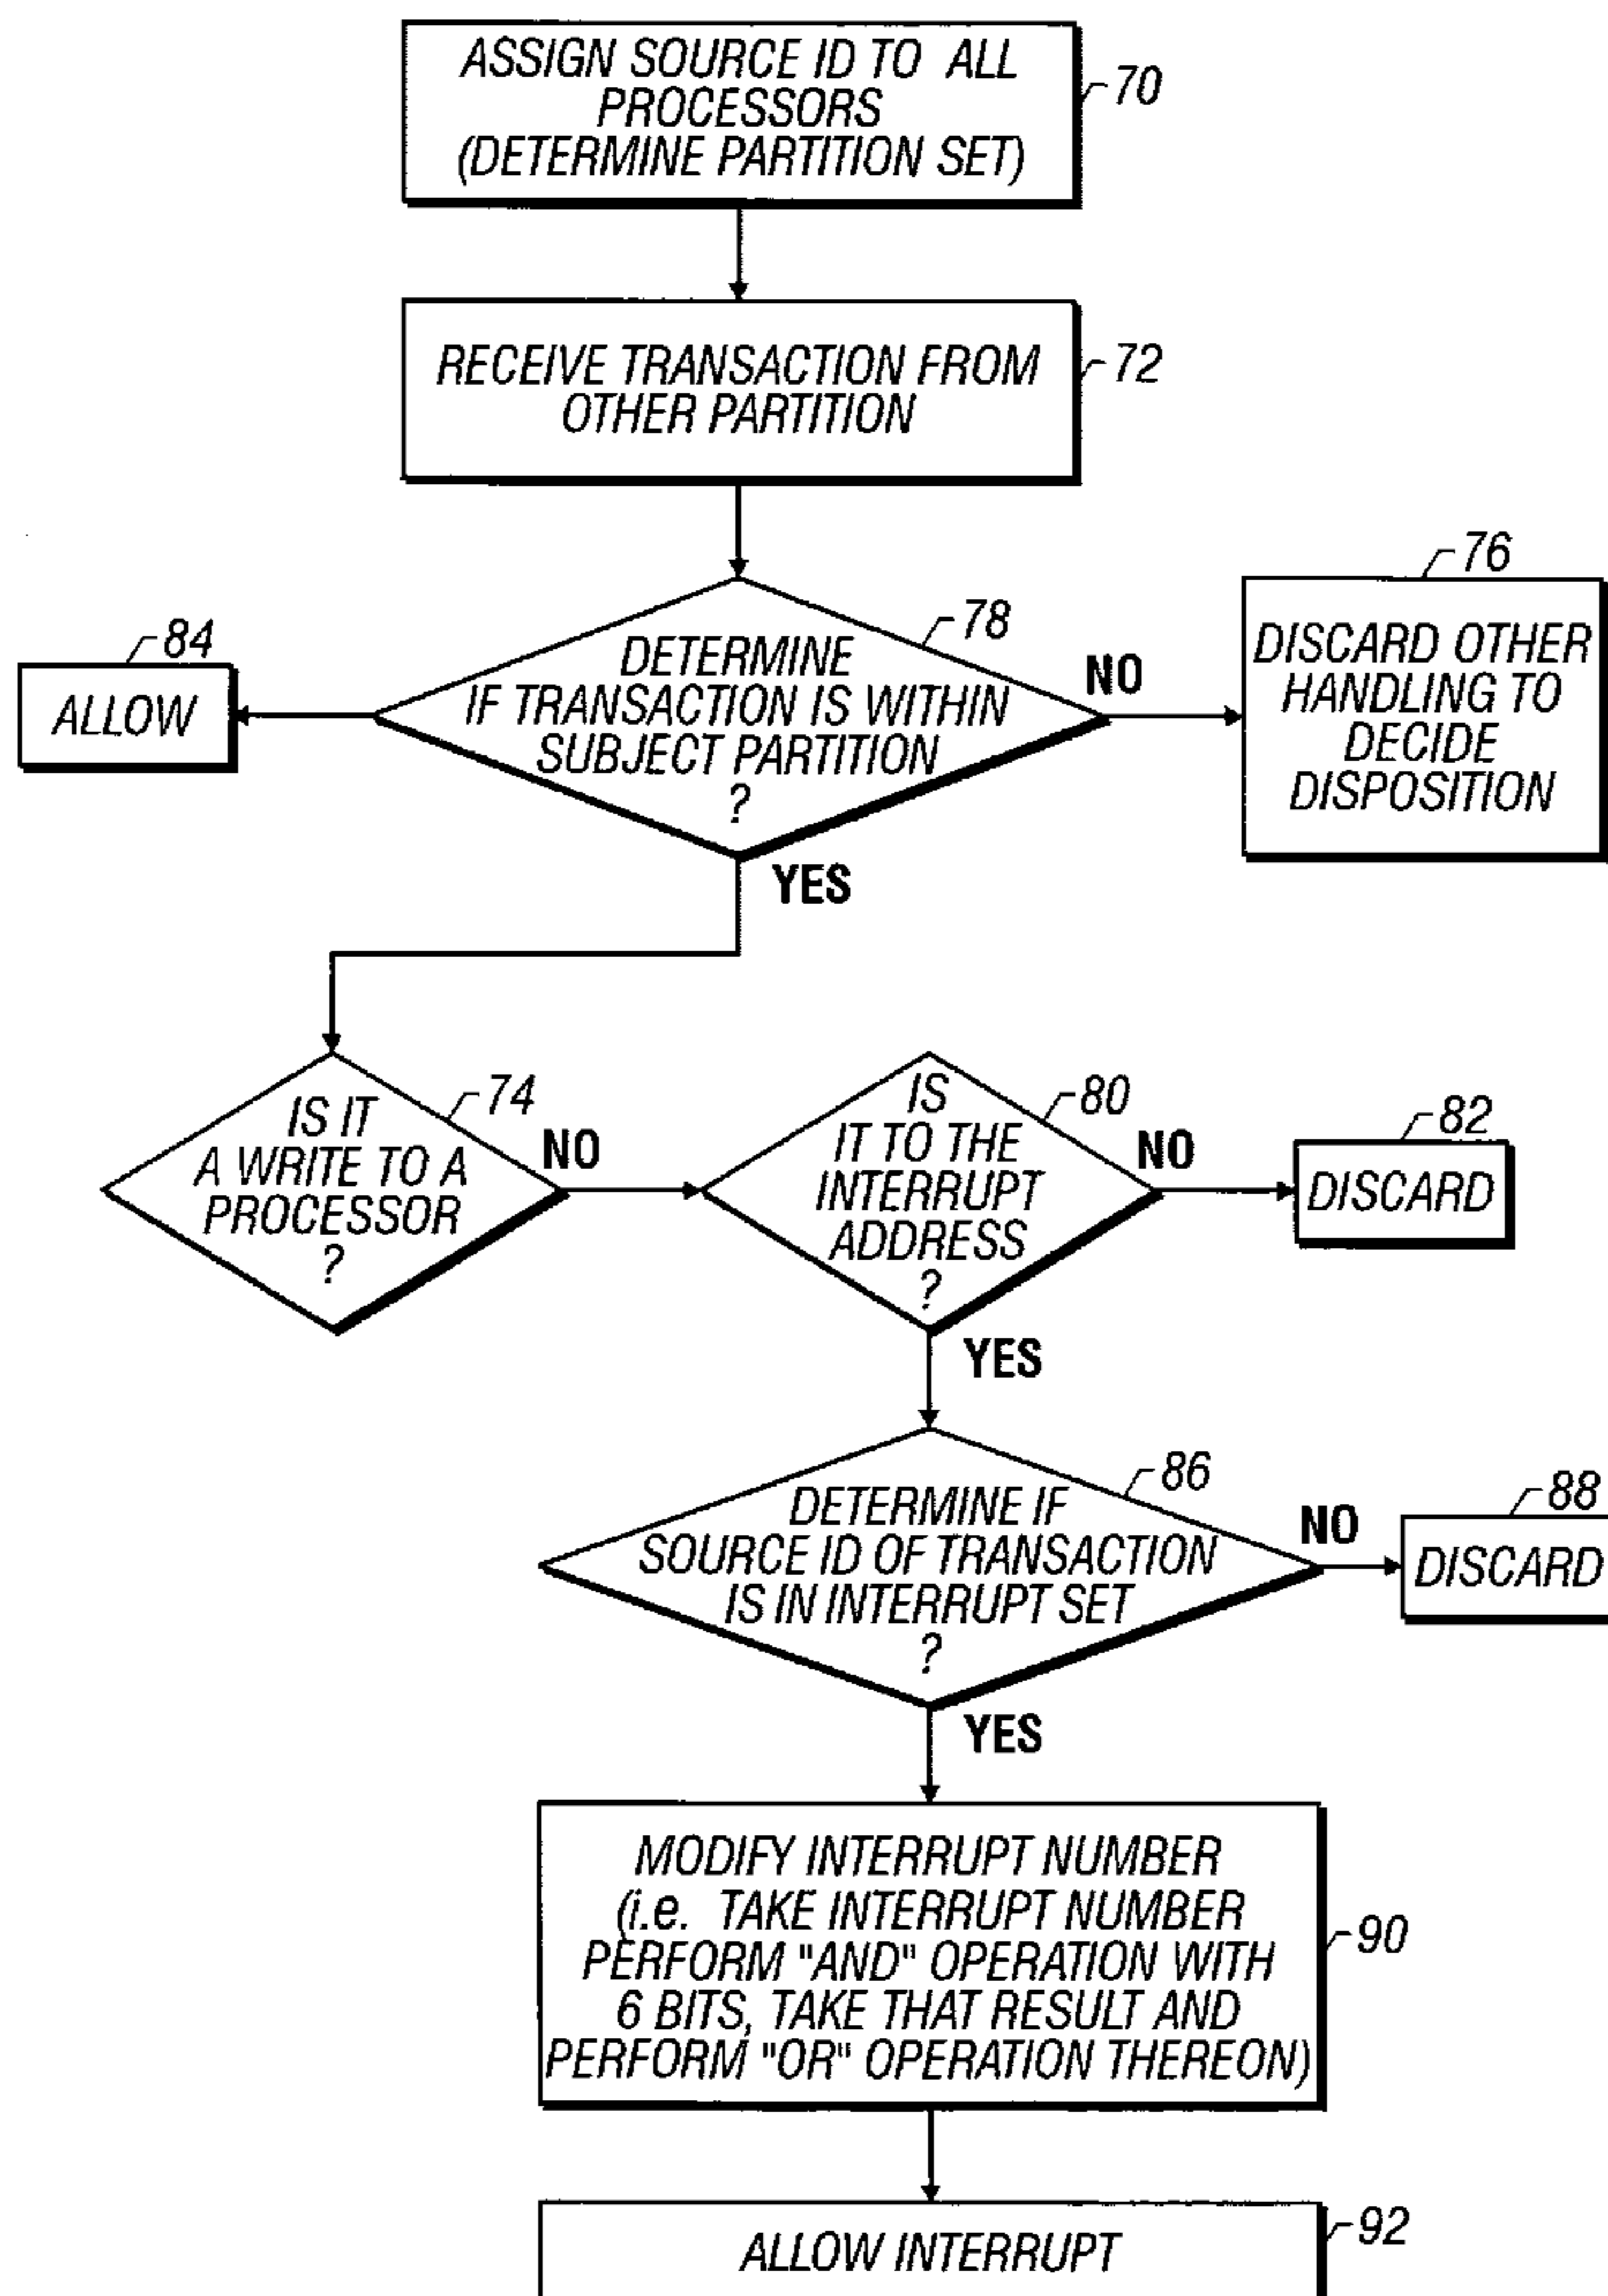 ASSIGN SOURCE ID TO ALL
PROCESSORS
(DETERMINE PARTITION SET)
70
RECEIVE TRANSACTION FROM
OTHER PARTITION
72
76
DISCARD OTHER
HANDLING TO
DECIDE
DISPOSITION
84
ALLOW
78
DETERMINE
IF TRANSACTION IS WITHIN
SUBJECT PARTITION
?
NO
YES
74
IS IT
A WRITE TO A
PROCESSOR
?
NO
80
IS
IT TO THE
INTERRUPT
ADDRESS
?
NO
82
DISCARD
YES
86
DETERMINE IF
SOURCE ID OF TRANSACTION
IS IN INTERRUPT SET
?
NO
88
DISCARD
YES
MODIFY INTERRUPT NUMBER
(i.e. TAKE INTERRUPT NUMBER
PERFORM "AND" OPERATION WITH
6 BITS, TAKE THAT RESULT AND
PERFORM "OR" OPERATION THEREON)
90
ALLOW INTERRUPT
92